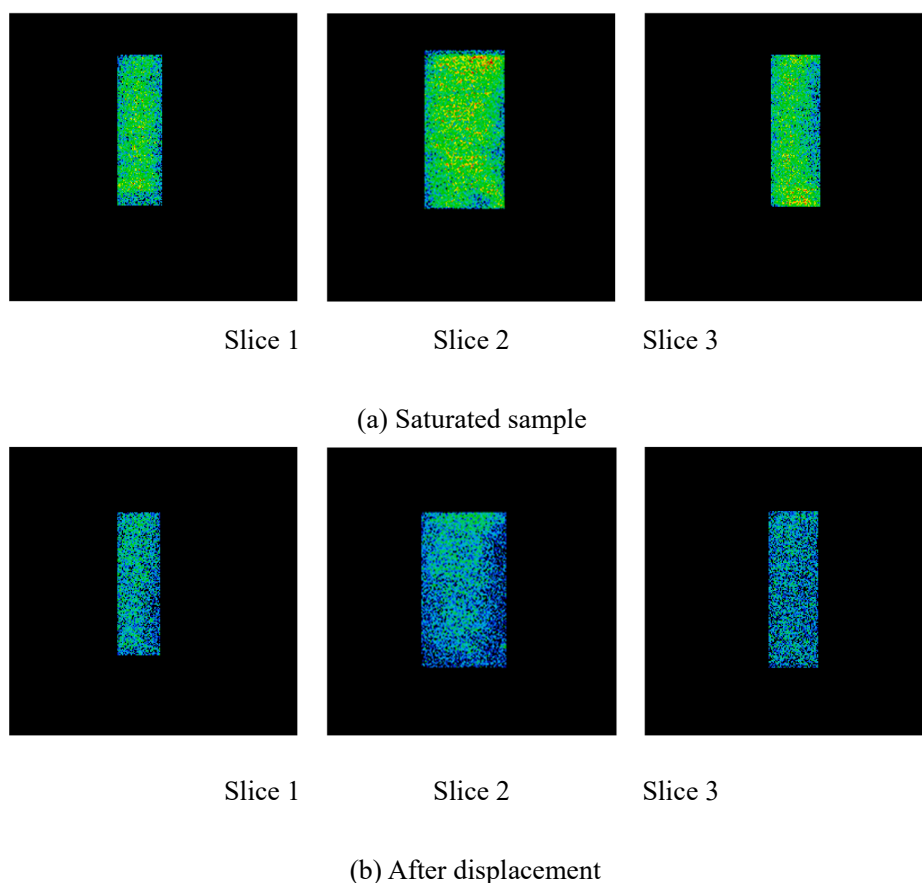 Slice 1 Slice 2 Slice 3
(a) Saturated sample
Slice 1 Slice 2 Slice 3
(b) After displacement